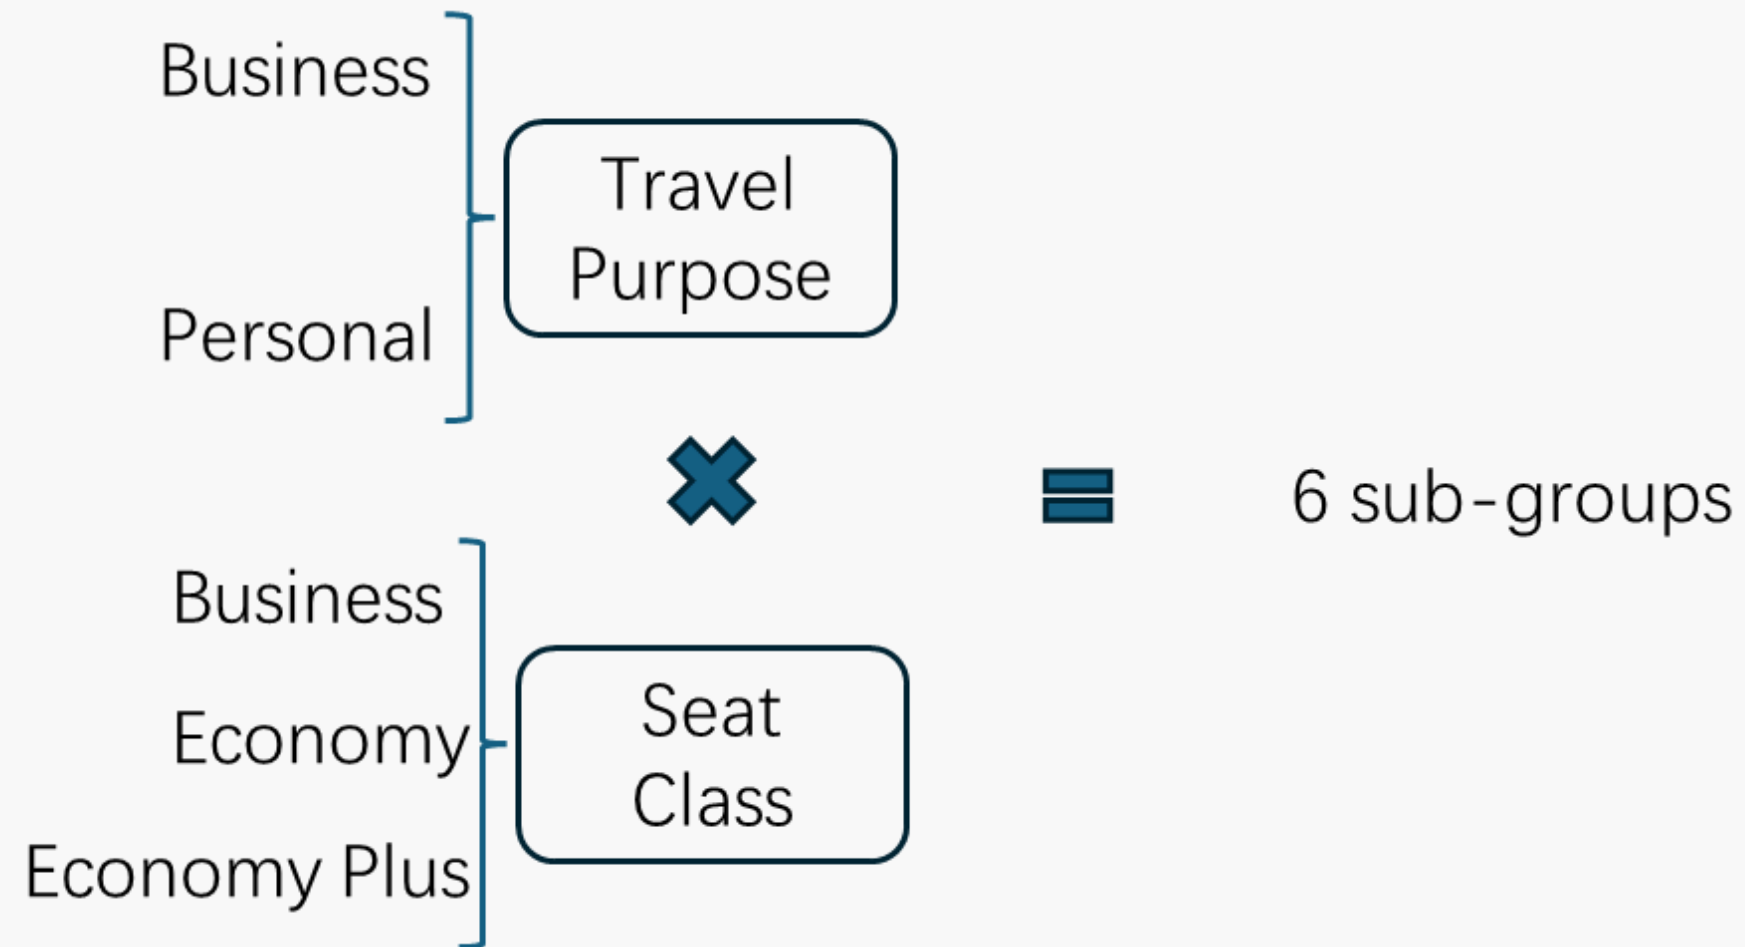 Business
Personal
Travel
Purpose
6 sub-groups
Business
Economy
Economy Plus
Seat
Class